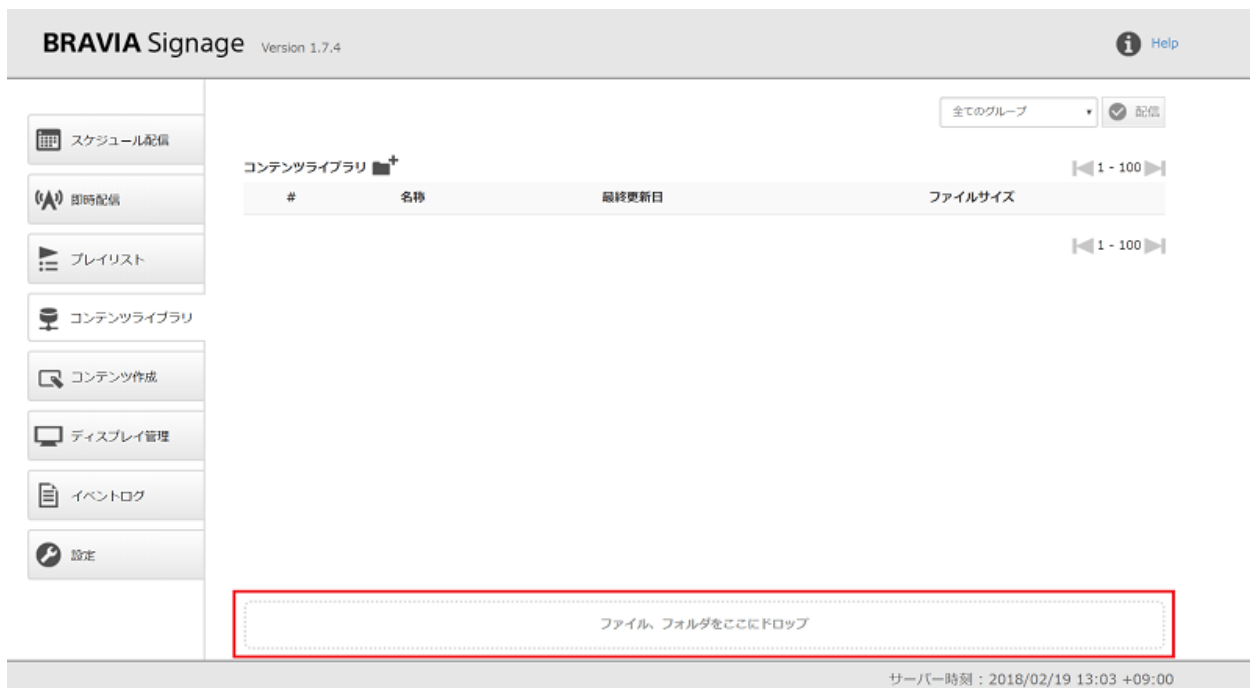 BRAVIA Signage Version 1.7.4
Help
全てのグループ
配信
スケジュール配信
即時配信
プレイリスト
コンテンツライブラリ
コンテンツ作成
ディスプレイ管理
イベントログ
設定
コンテンツライブラリ
1 - 100
# 名称 最終更新日 ファイルサイズ
1 - 100
ファイル、フォルダをここにドロップ
サーバー時刻 : 2018/02/19 13:03 +09:00